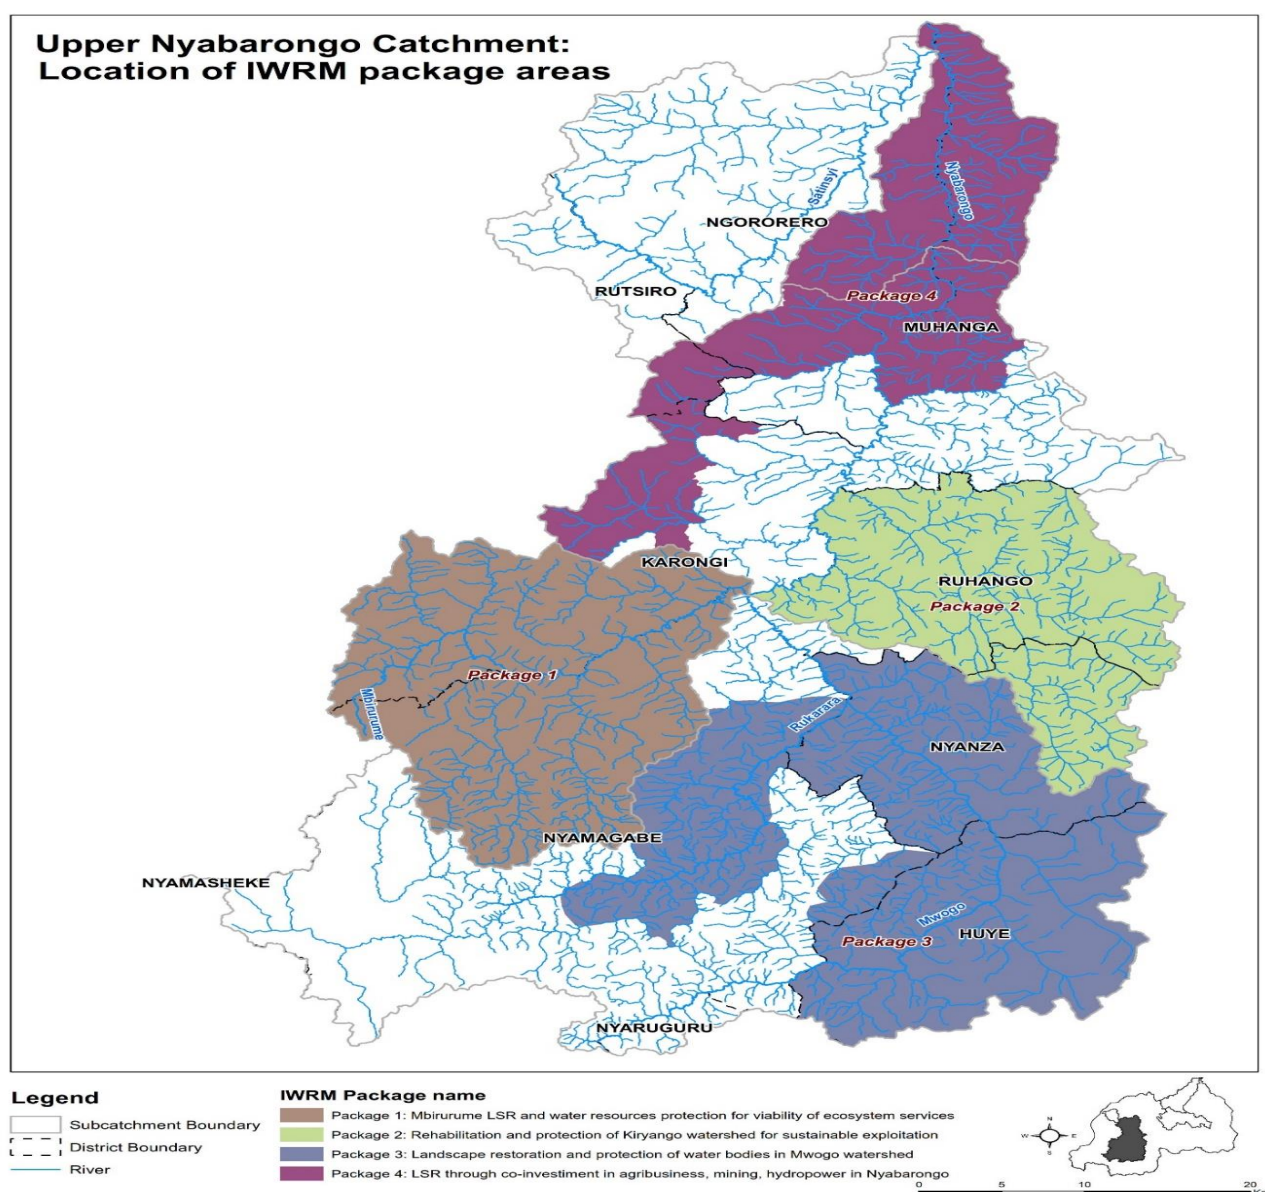 Upper Nyabarongo Catchment:
Location of IWRM package areas
Satinsyi
Nyabarongo
NGORORERO
RUTSIRO
Package 4
MUHANGA
KARONGI
RUHANGO
Package 2
Package 1
Mbirurume
Rukarara
NYANZA
NYAMAGABE
NYAMASHEKE
Mwogo
HUYE
Package 3
NYARUGURU
Legend
Subcatchment Boundary
District Boundary
River
IWRM Package name
Package 1: Mbirurume LSR and water resources protection for viability of ecosystem services
Package 2: Rehabilitation and protection of Kiryango watershed for sustainable exploitation
Package 3: Landscape restoration and protection of water bodies in Mwogo watershed
Package 4: LSR through co-investiment in agribusiness, mining, hydropower in Nyabarongo
N
W E
S
0 5 10 20